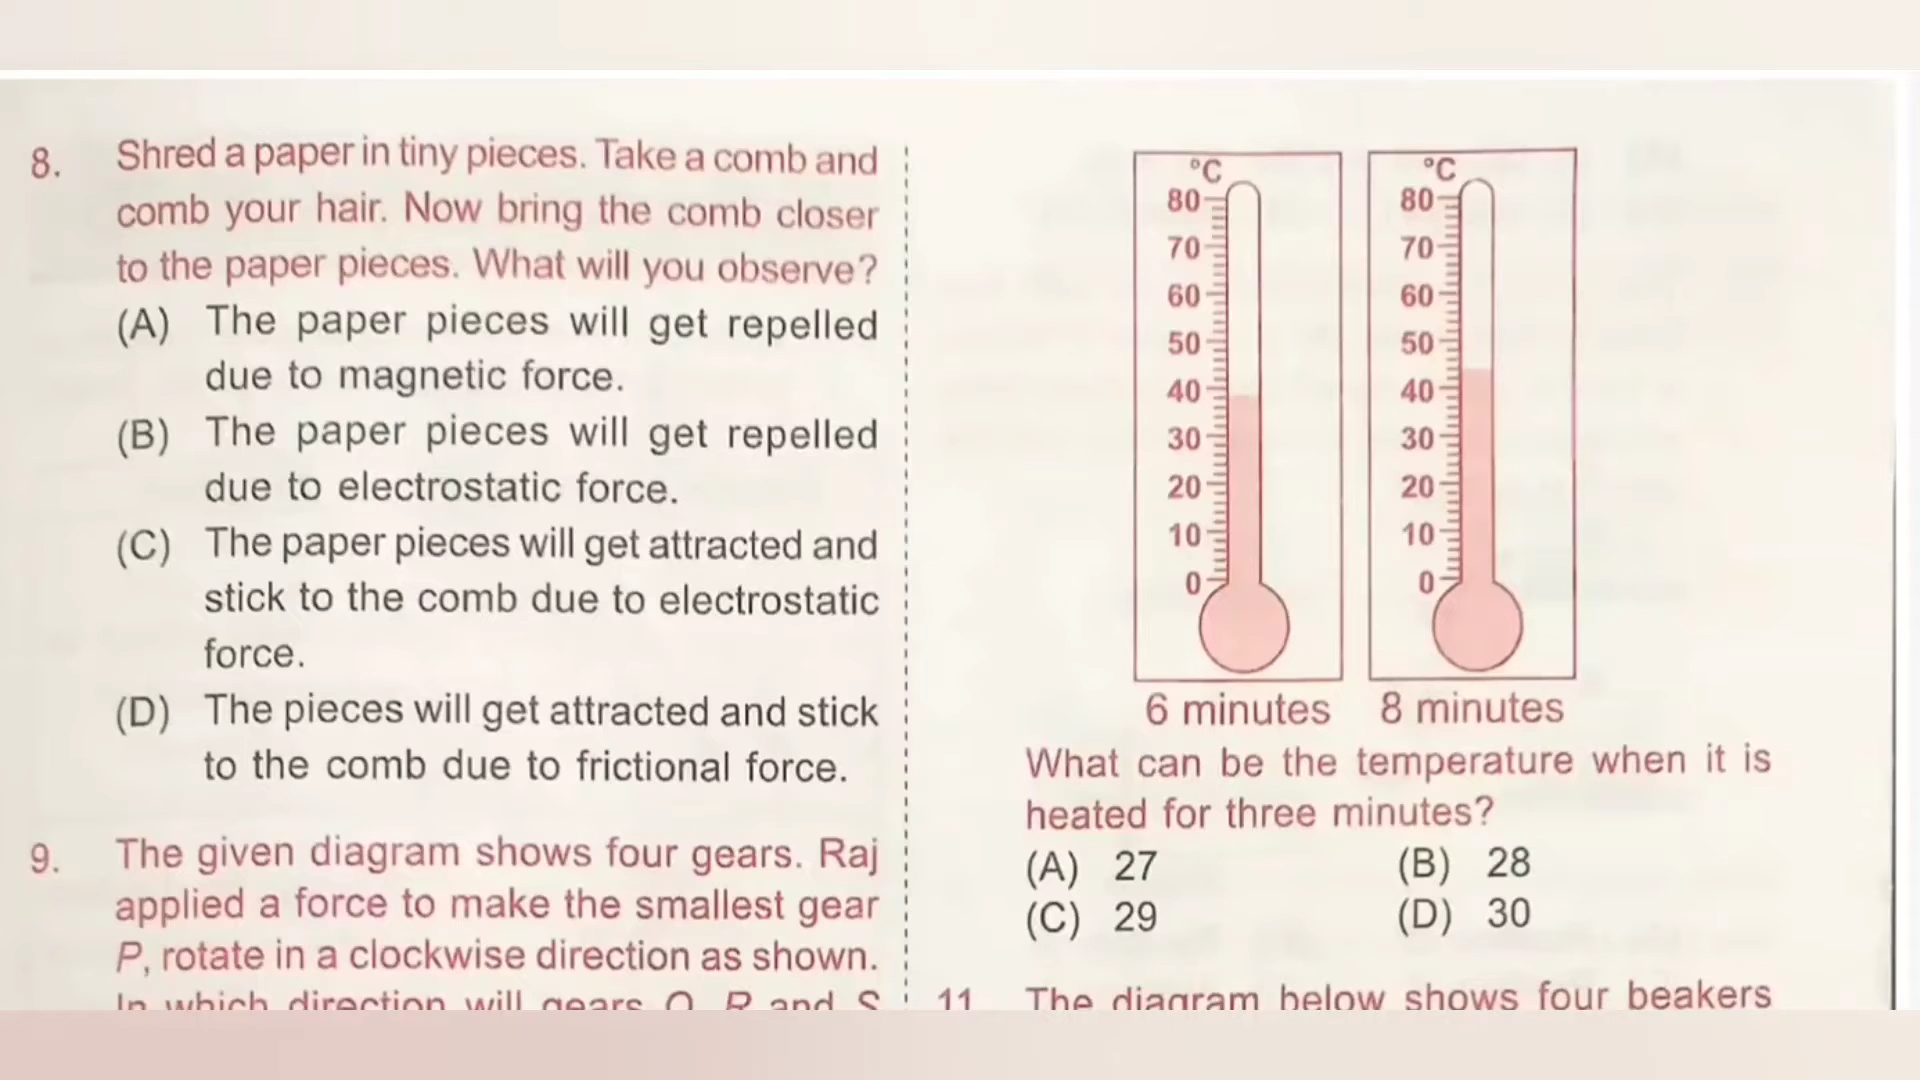 8. Shred a paper in tiny pieces. Take a comb and
comb your hair. Now bring the comb closer
to the paper pieces. What will you observe?
(A) The paper pieces will get repelled
due to magnetic force.
(B) The paper pieces will get repelled
due to electrostatic force.
(C) The paper pieces will get attracted and
stick to the comb due to electrostatic
force.
(D) The pieces will get attracted and stick
to the comb due to frictional force.
9. The given diagram shows four gears. Raj
applied a force to make the smallest gear
P, rotate in a clockwise direction as shown.
In which direction will gears Q, R and S
°C °C
80 80
70 70
60 60
50 50
40 40
30 30
20 20
10 10
0 0
6 minutes 8 minutes
What can be the temperature when it is
heated for three minutes?
(A) 27 (B) 28
(C) 29 (D) 30
11 The diagram below shows four beakers